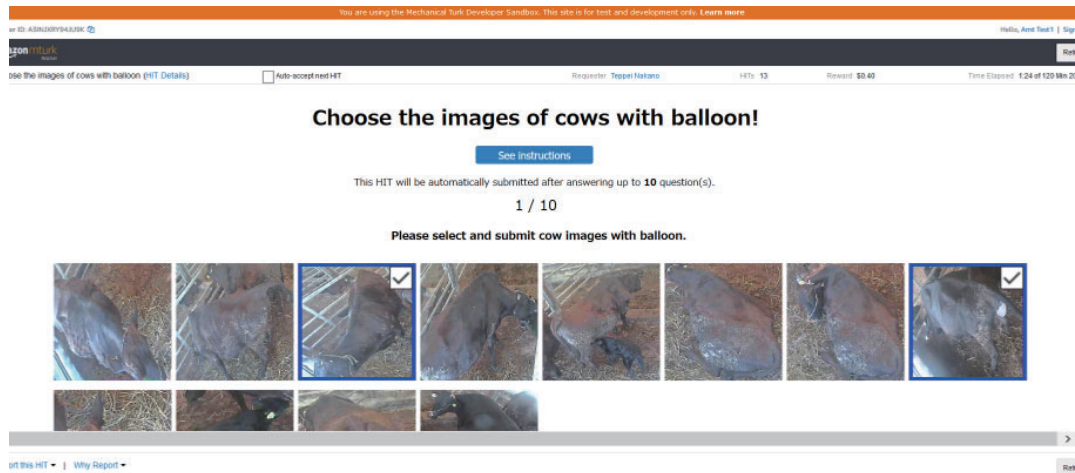 You are using the Mechanical Turk Developer Sandbox. This site is for test and development only. Learn more
Hello, Amt Test1 | Sign
mturk
ose the images of cows with balloon (HIT Details) Auto-accept next HIT Requester Teppei Nakano HITs 13 Reward $0.40 Time Elapsed 1:24 of 120 Min
Choose the images of cows with balloon!
See instructions
This HIT will be automatically submitted after answering up to 10 question(s).
1 / 10
Please select and submit cow images with balloon.
ort this HIT | Why Report
Ret